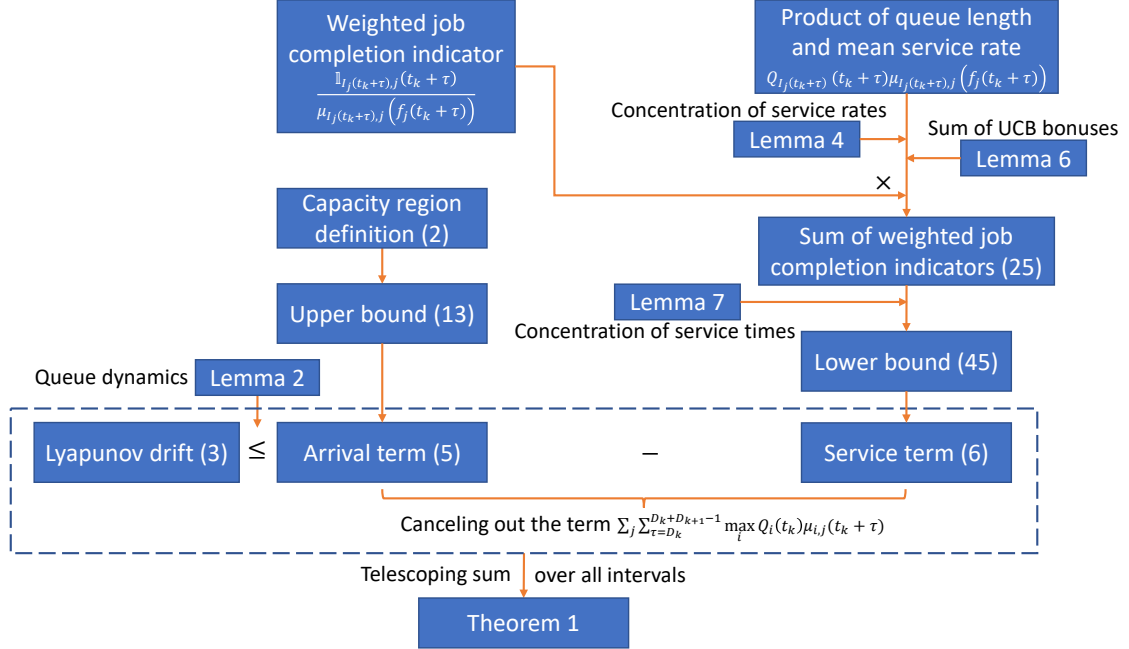 Weighted job
completion indicator
𝕀_{I_j(t_k+τ),j}(t_k + τ)
μ_{I_j(t_k+τ),j}(f_j(t_k + τ))
Product of queue length
and mean service rate
Q_{I_j(t_k+τ)}(t_k + τ)μ_{I_j(t_k+τ),j}(f_j(t_k + τ))
Concentration of service rates
Lemma 4
Sum of UCB bonuses
Lemma 6
×
Capacity region
definition (2)
Sum of weighted job
completion indicators (25)
Upper bound (13)
Lemma 7
Concentration of service times
Lower bound (45)
Queue dynamics
Lemma 2
Lyapunov drift (3) ≤ Arrival term (5) − Service term (6)
Canceling out the term ∑_j ∑_{τ=D_k}^{D_k+D_{k+1}−1} max_i Q_i(t_k)μ_{i,j}(t_k + τ)
Telescoping sum over all intervals
Theorem 1